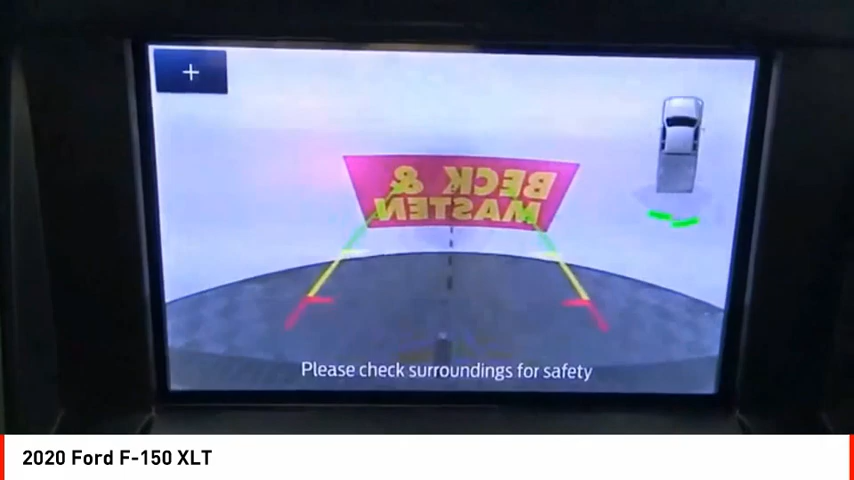 +
BECK &
MASTEN
Please check surroundings for safety
2020 Ford F-150 XLT